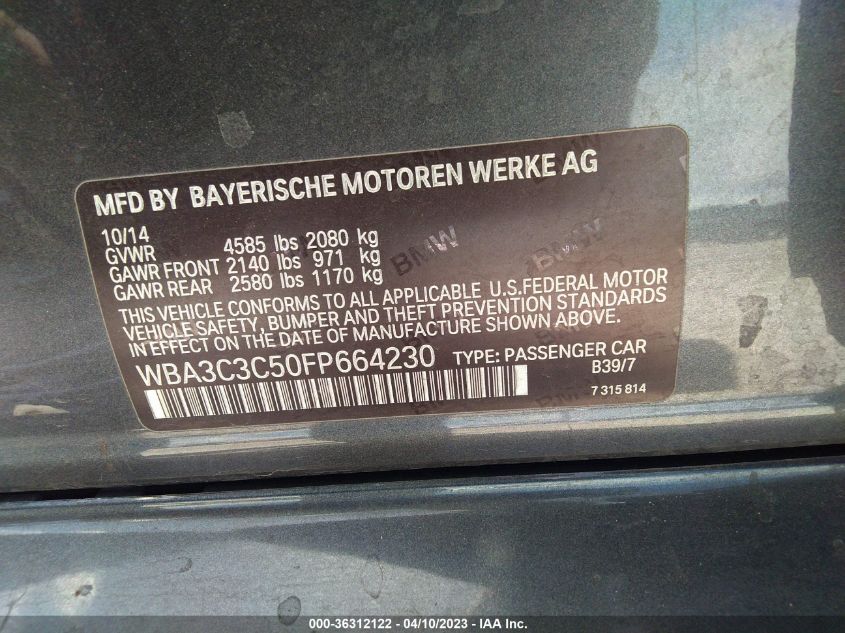 MFD BY BAYERISCHE MOTOREN WERKE AG
10/14
GVWR 4585 lbs 2080 kg
GAWR FRONT 2140 lbs 971 kg
GAWR REAR 2580 lbs 1170 kg
THIS VEHICLE CONFORMS TO ALL APPLICABLE U.S.FEDERAL MOTOR
VEHICLE SAFETY, BUMPER AND THEFT PREVENTION STANDARDS
IN EFFECT ON THE DATE OF MANUFACTURE SHOWN ABOVE.
WBA3C3C50FP664230 TYPE: PASSENGER CAR
B39/7
7 315 814
BMW
BMW
000-36312122 - 04/10/2023 - IAA Inc.